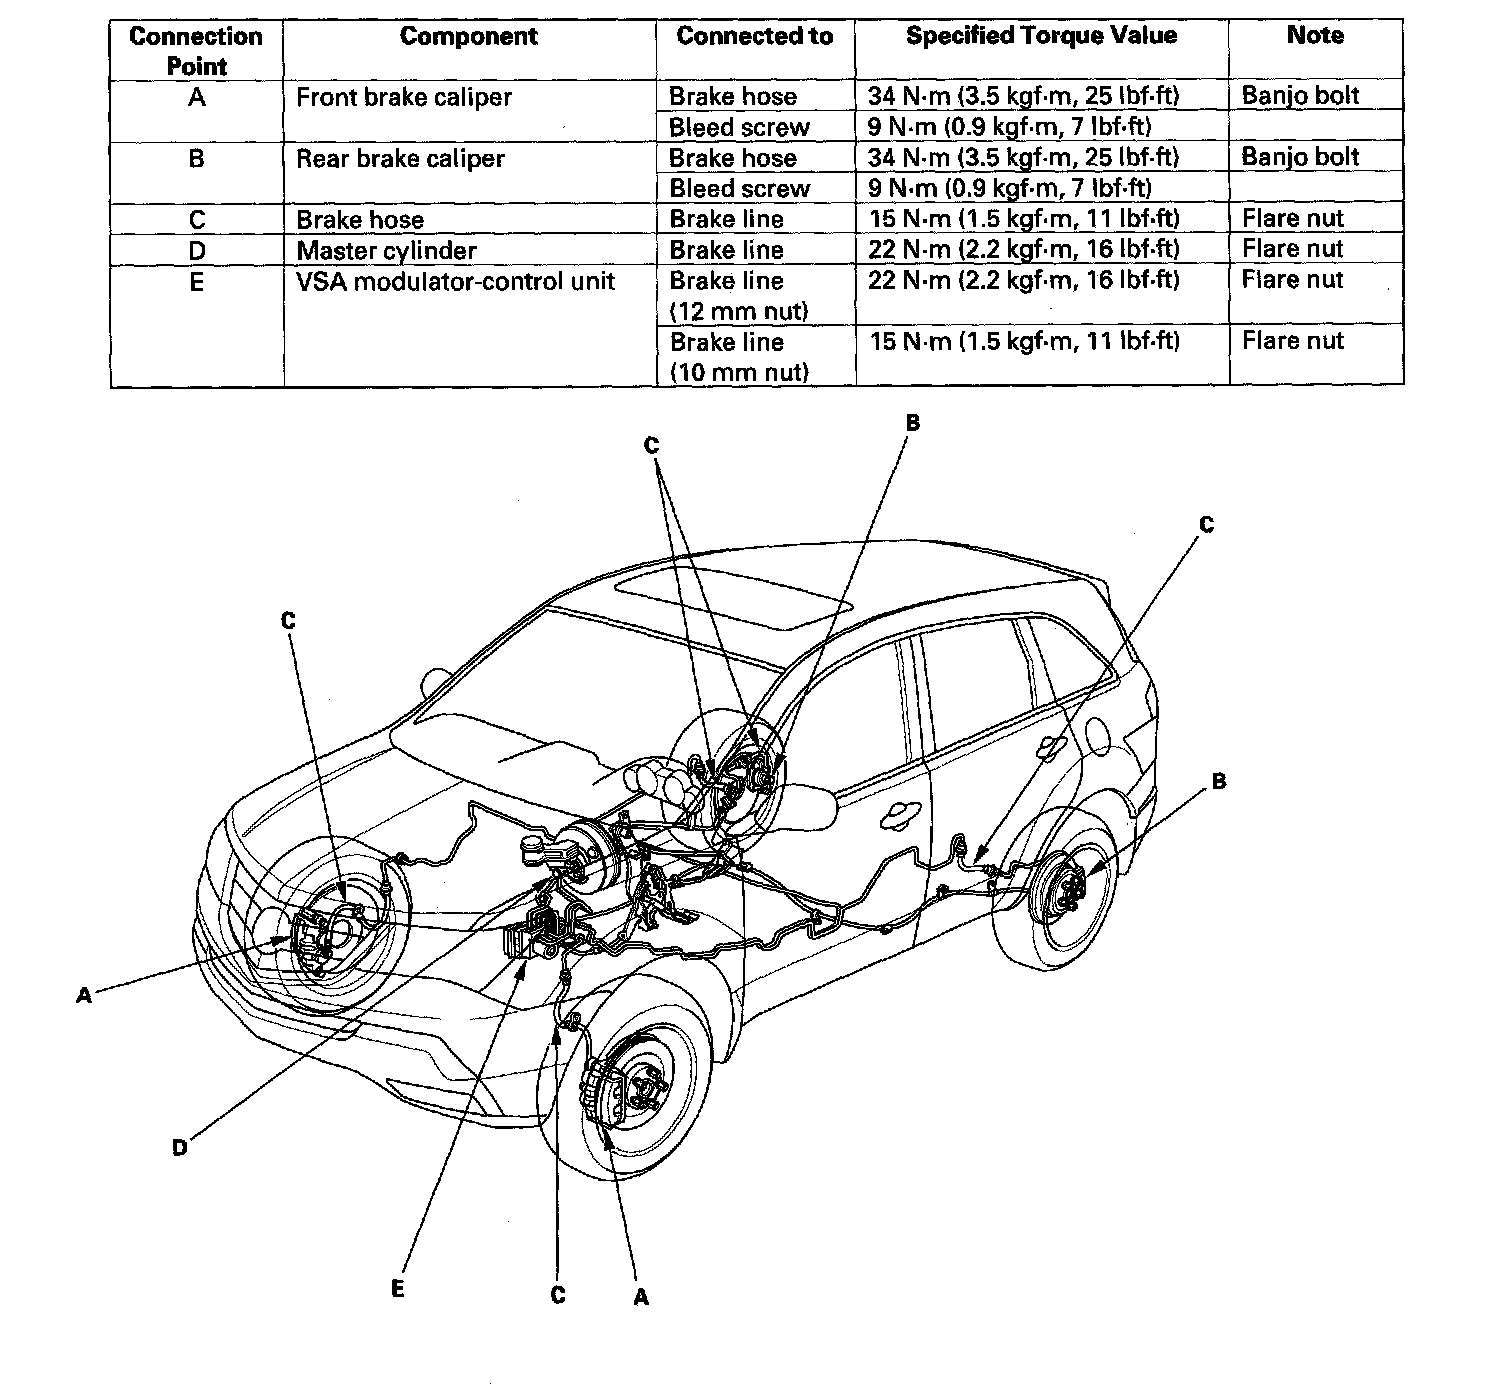 Connection Point Component Connected to Specified Torque Value Note
A Front brake caliper Brake hose 34 N·m (3.5 kgf·m, 25 lbf·ft) Banjo bolt
Bleed screw 9 N·m (0.9 kgf·m, 7 lbf·ft)
B Rear brake caliper Brake hose 34 N·m (3.5 kgf·m, 25 lbf·ft) Banjo bolt
Bleed screw 9 N·m (0.9 kgf·m, 7 lbf·ft)
C Brake hose Brake line 15 N·m (1.5 kgf·m, 11 lbf·ft) Flare nut
D Master cylinder Brake line 22 N·m (2.2 kgf·m, 16 lbf·ft) Flare nut
E VSA modulator-control unit Brake line 22 N·m (2.2 kgf·m, 16 lbf·ft) Flare nut
(12 mm nut)
Brake line 15 N·m (1.5 kgf·m, 11 lbf·ft) Flare nut
(10 mm nut)
B
C
C
C
B
A
D
E
C
A